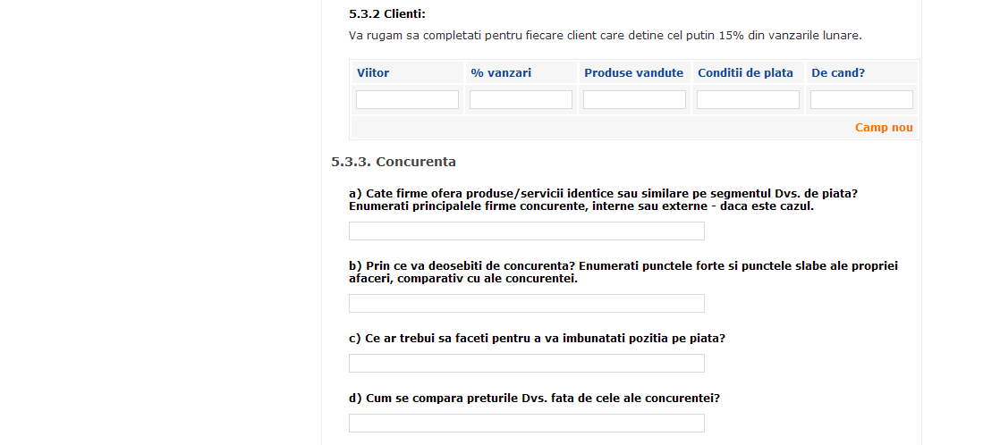 5.3.2 Clienti:
Va rugam sa completati pentru fiecare client care detine cel putin 15% din vanzarile lunare.
Viitor % vanzari Produse vandute Conditii de plata De cand?
Camp nou
5.3.3. Concurenta
a) Cate firme ofera produse/servicii identice sau similare pe segmentul Dvs. de piata?
Enumerati principalele firme concurente, interne sau externe - daca este cazul.
b) Prin ce va deosebiti de concurenta? Enumerati punctele forte si punctele slabe ale propriei
afaceri, comparativ cu ale concurentei.
c) Ce ar trebui sa faceti pentru a va imbunatati pozitia pe piata?
d) Cum se compara preturile Dvs. fata de cele ale concurentei?